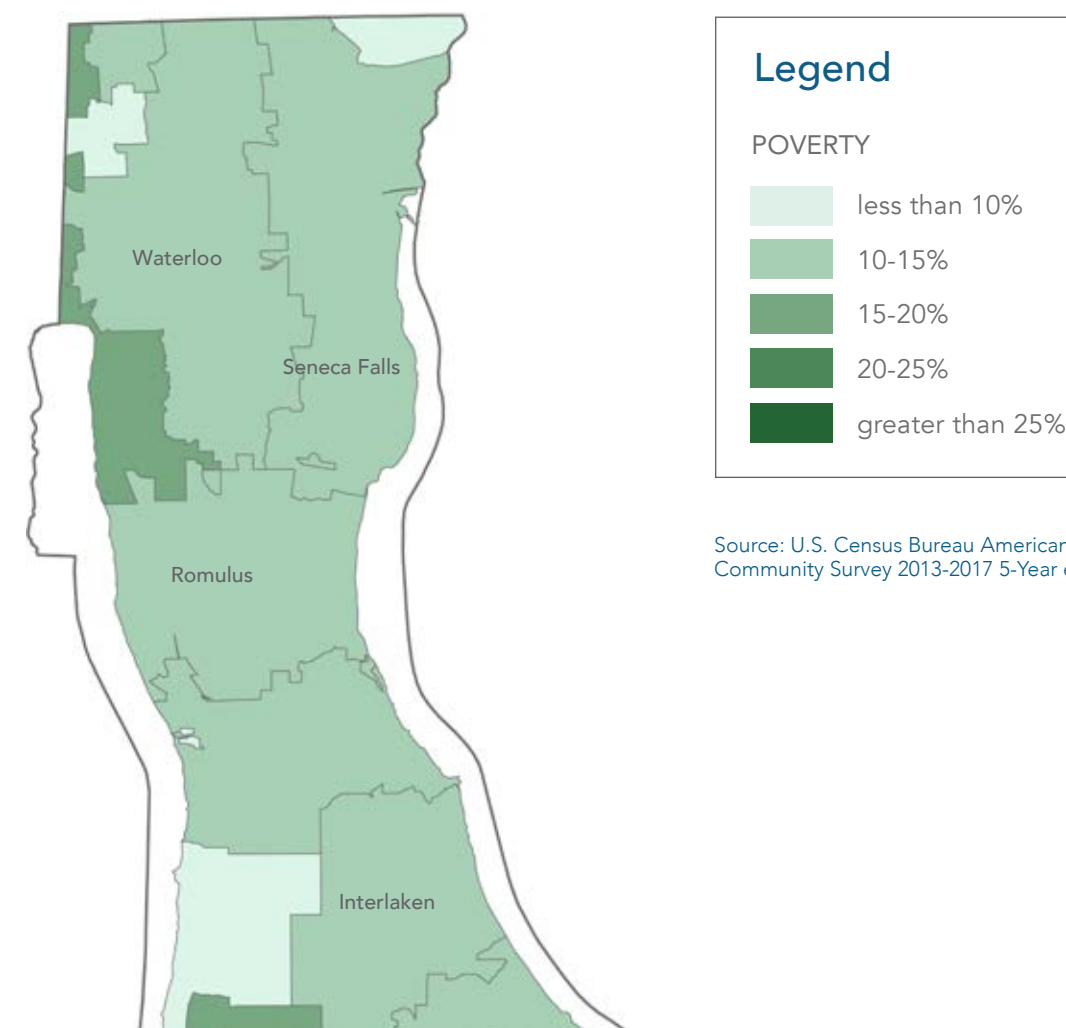 Legend
POVERTY
less than 10%
10-15%
15-20%
20-25%
greater than 25%
Source: U.S. Census Bureau American
Community Survey 2013-2017 5-Year
Waterloo
Seneca Falls
Romulus
Interlaken